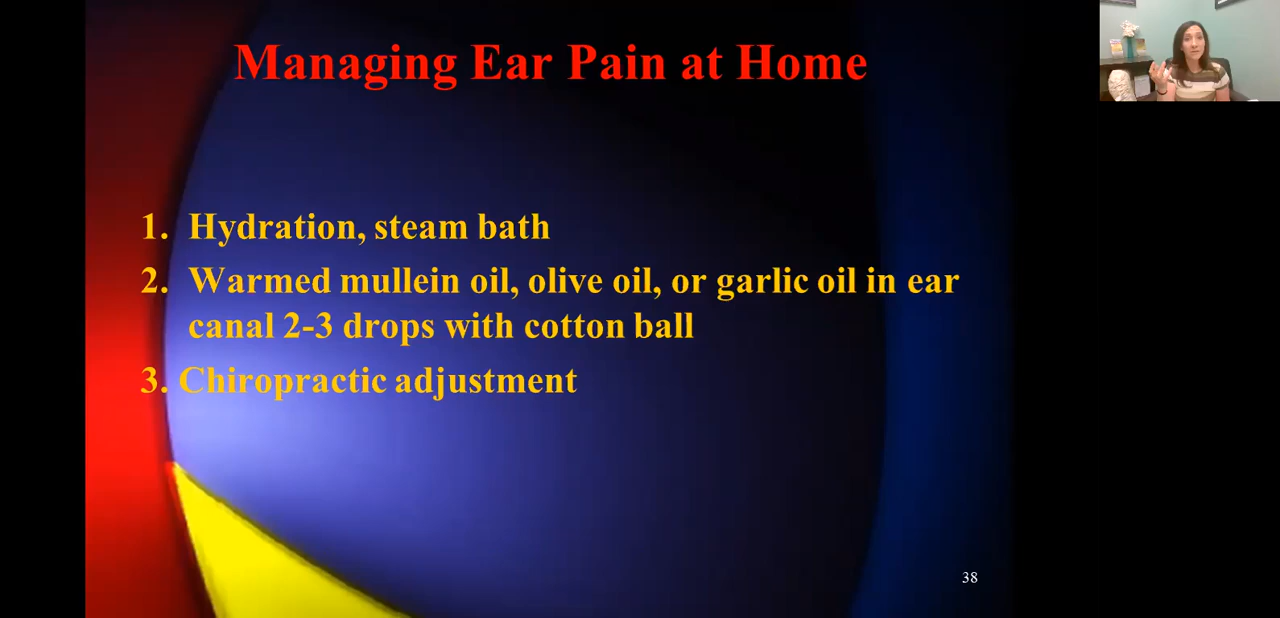 Managing Ear Pain at Home
1. Hydration, steam bath
2. Warmed mullein oil, olive oil, or garlic oil in ear
canal 2-3 drops with cotton ball
3. Chiropractic adjustment
38